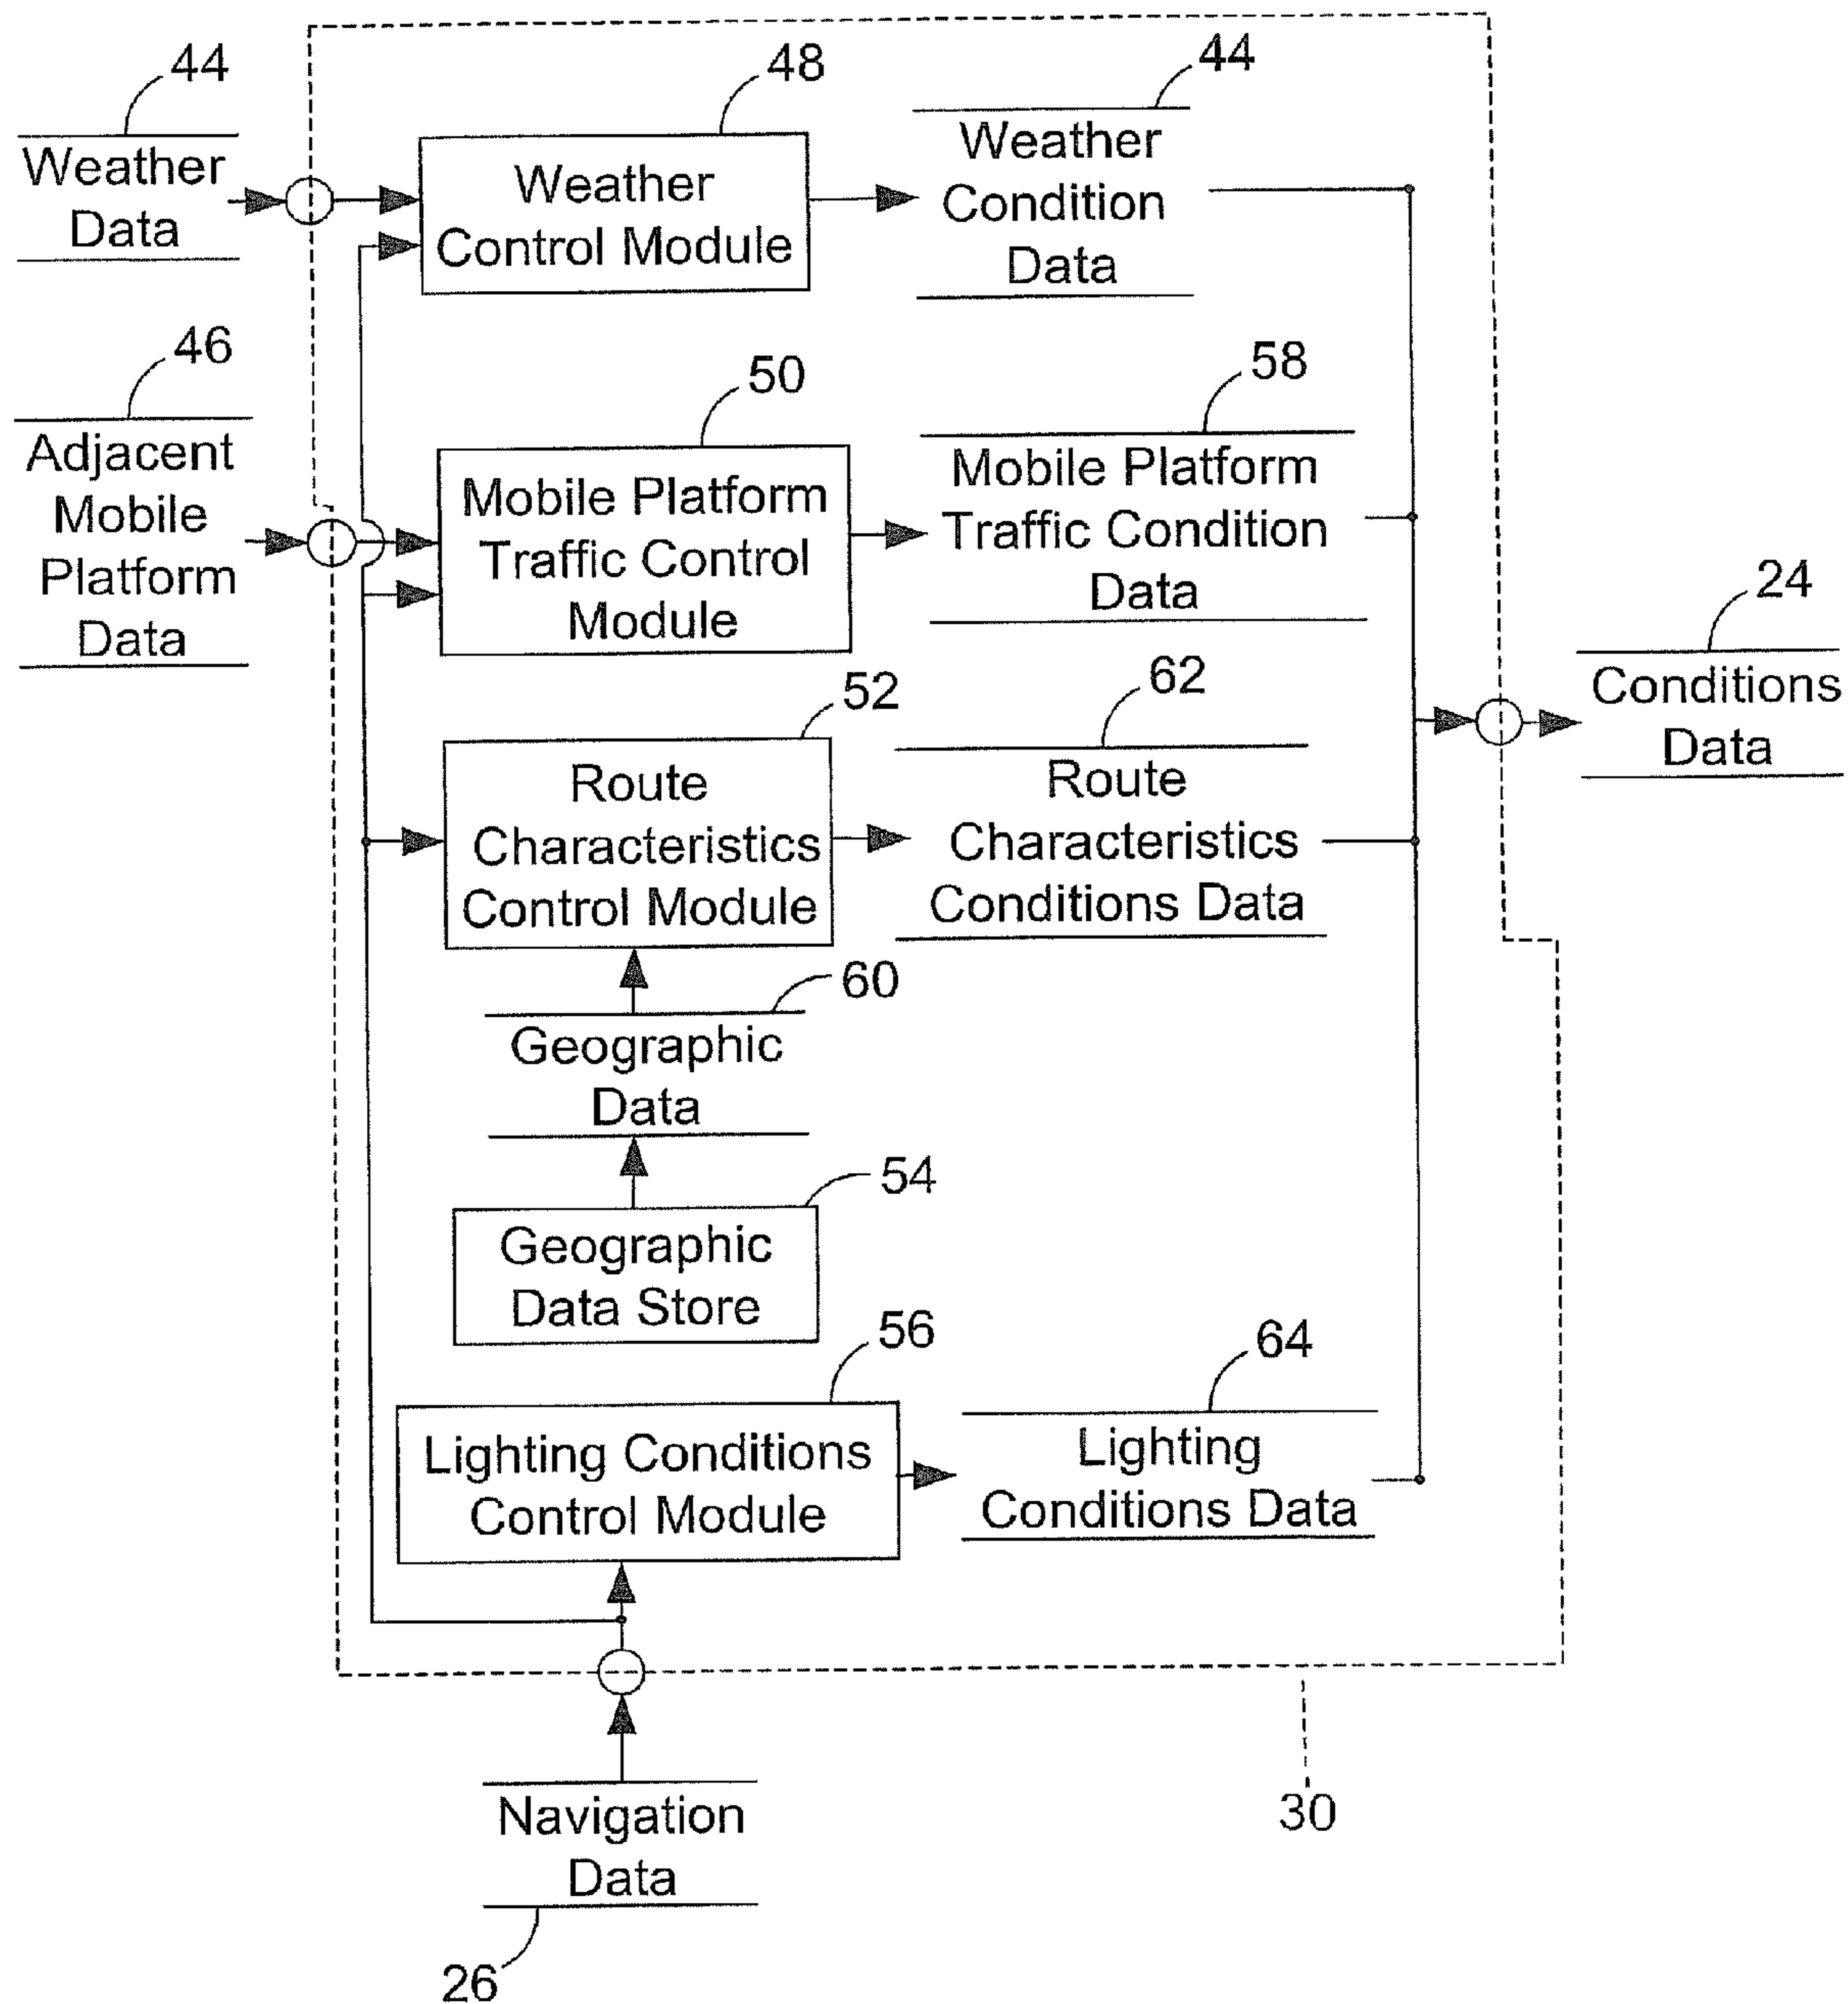 44
Weather
Data
48
Weather
Control Module
44
Weather
Condition
Data
46
Adjacent
Mobile
Platform
Data
50
Mobile Platform
Traffic Control
Module
58
Mobile Platform
Traffic Condition
Data
24
Conditions
Data
52
Route
Characteristics
Control Module
62
Route
Characteristics
Conditions Data
60
Geographic
Data
54
Geographic
Data Store
56
Lighting Conditions
Control Module
64
Lighting
Conditions Data
30
Navigation
Data
26